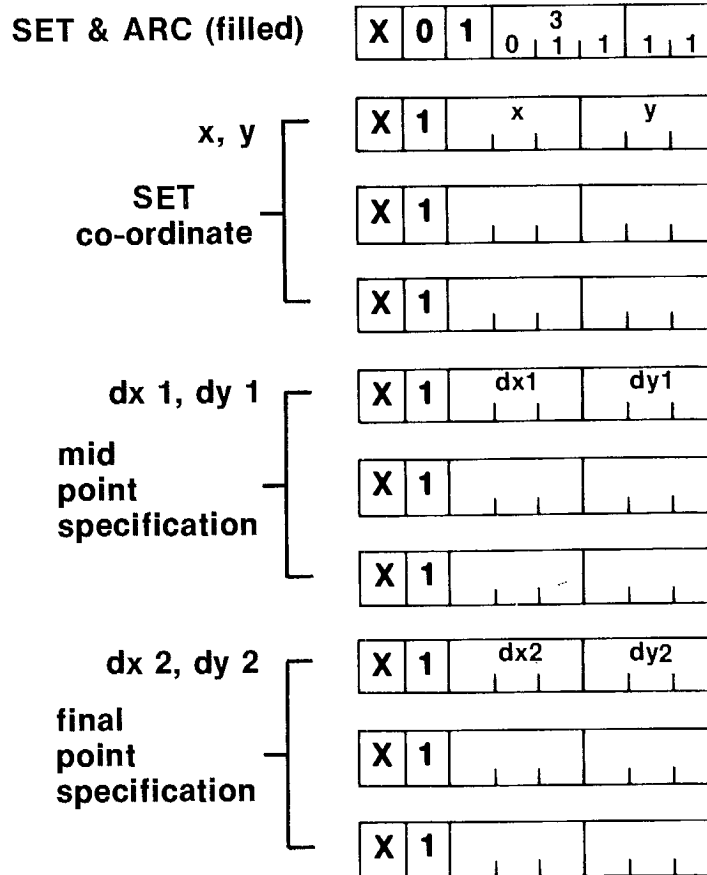 SET & ARC (filled) X 0 1 3
0 1 1 1 1
x, y X 1 x y
SET
co-ordinate X 1
X 1
dx 1, dy 1 X 1 dx1 dy1
mid
point X 1
specification
X 1
dx 2, dy 2 X 1 dx2 dy2
final
point X 1
specification
X 1